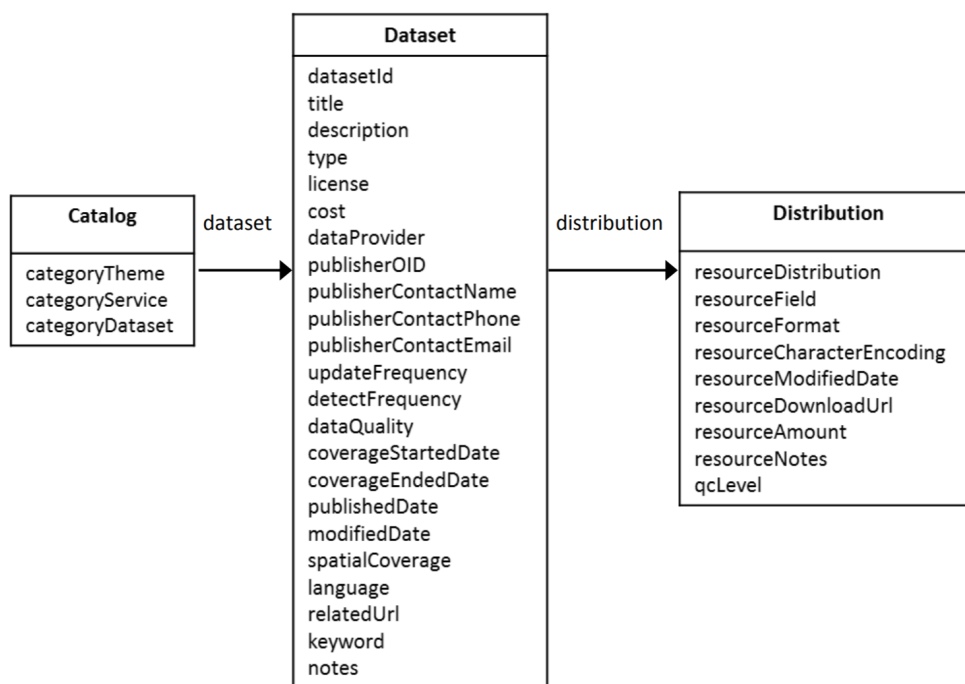 Catalog
categoryTheme
categoryService
categoryDataset
dataset
Dataset
datasetId
title
description
type
license
cost
dataProvider
publisherOID
publisherContactName
publisherContactPhone
publisherContactEmail
updateFrequency
detectFrequency
dataQuality
coverageStartedDate
coverageEndedDate
publishedDate
modifiedDate
spatialCoverage
language
relatedUrl
keyword
notes
distribution
Distribution
resourceDistribution
resourceField
resourceFormat
resourceCharacterEncoding
resourceModifiedDate
resourceDownloadUrl
resourceAmount
resourceNotes
qcLevel